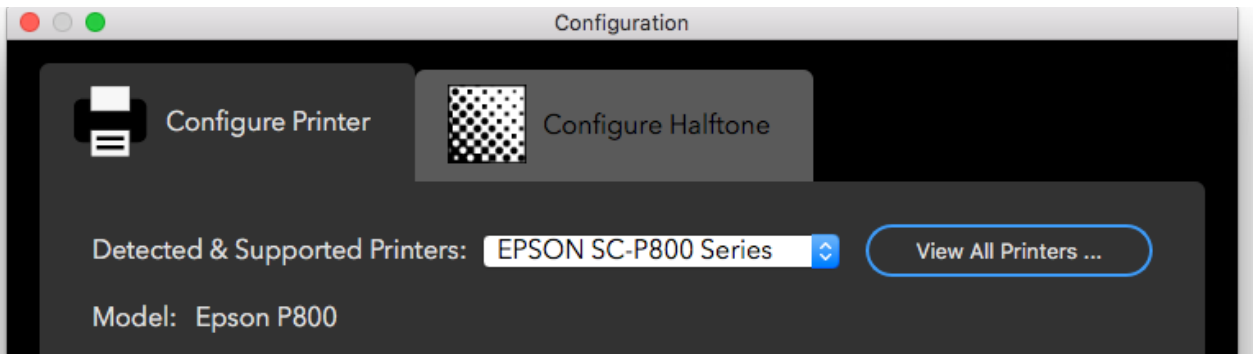 Configuration
Configure Printer
Configure Halftone
Detected & Supported Printers: EPSON SC-P800 Series View All Printers ...
Model: Epson P800